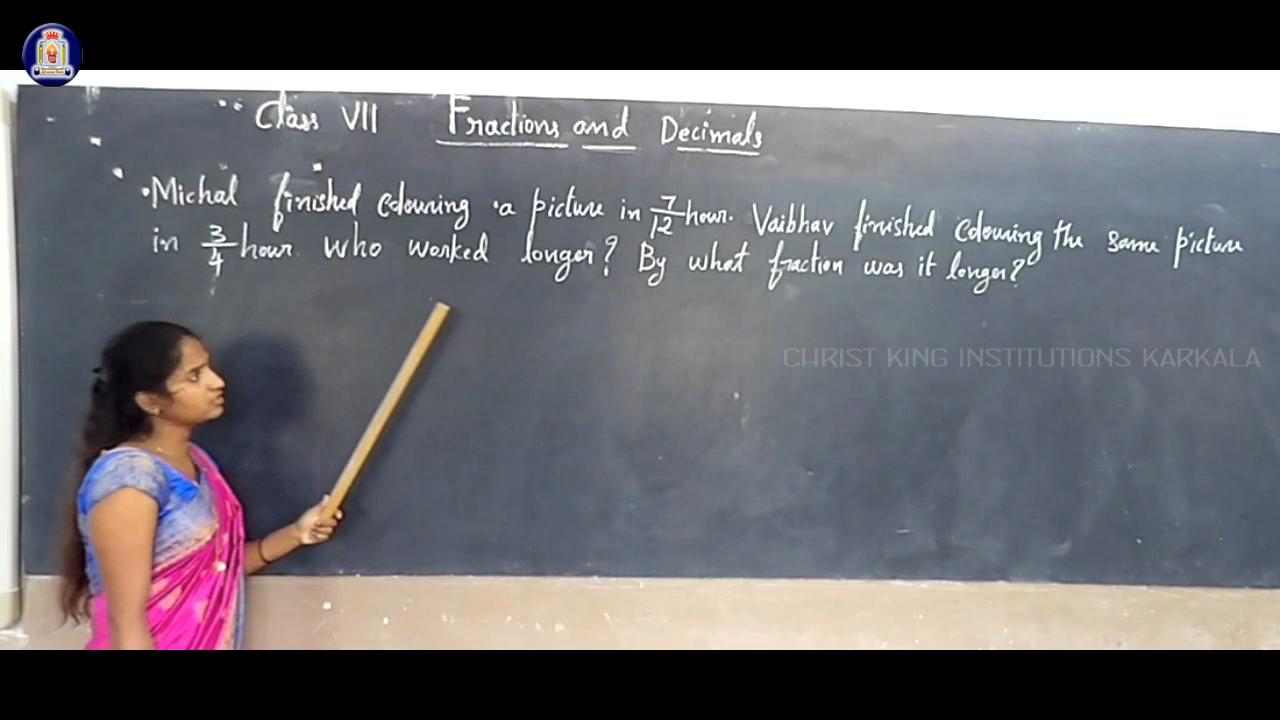 Class VII Fractions and Decimals
•Michal finished colouring a picture in 7/12 hour. Vaibhav finished colouring the same picture
in 3/4 hour. Who worked longer? By what fraction was it longer?
CHRIST KING INSTITUTIONS KARKALA